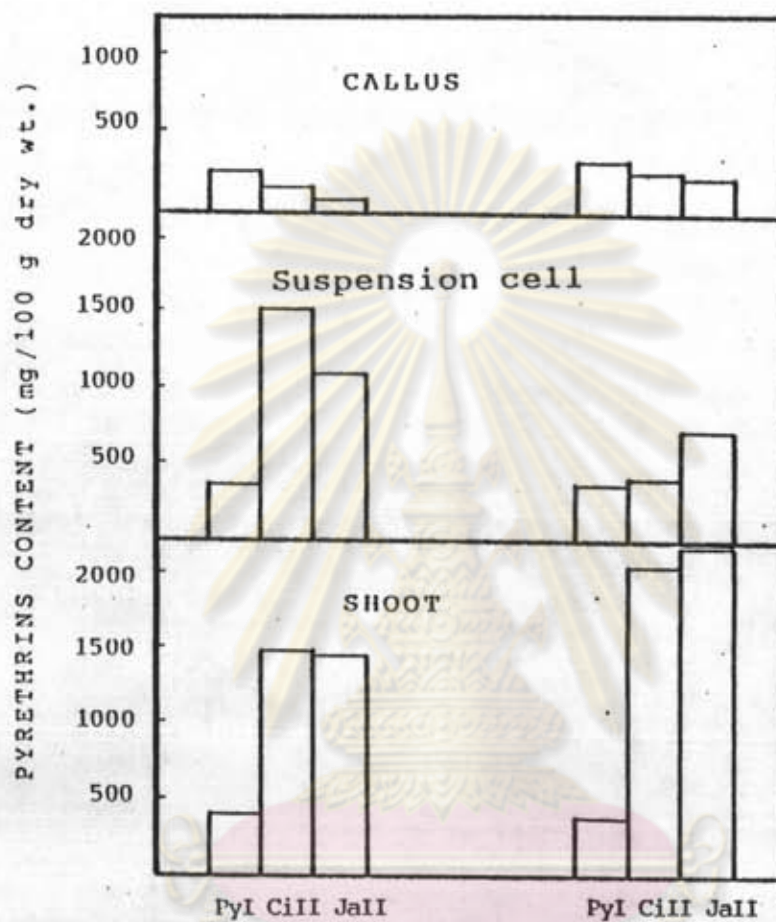 PYRETHRINS CONTENT (mg/100 g dry wt.)
1000
CALLUS
500
2000
Suspension cell
1500
1000
500
2000
SHOOT
1500
1000
500
PyI CiII JaII PyI CiII JaII